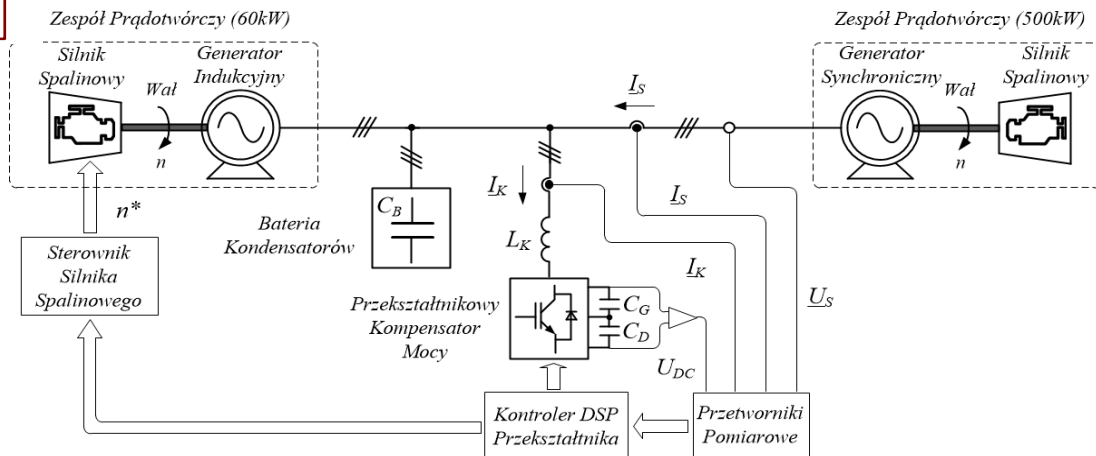 Zespół Prądotwórczy (60kW)
Zespół Prądotwórczy (500kW)
Silnik
Spalinowy
Wał
n
Generator
Indukcyjny
I_S
Generator
Synchroniczny
Wał
n
Silnik
Spalinowy
n*
C_B
Bateria
Kondensatorów
I_K
L_K
I_S
I_K
U_S
Sterownik
Silnika
Spalinowego
Przekształtnikowy
Kompensator
Mocy
C_G
C_D
U_DC
Kontroler DSP
Przekształtnika
Przetworniki
Pomiarowe